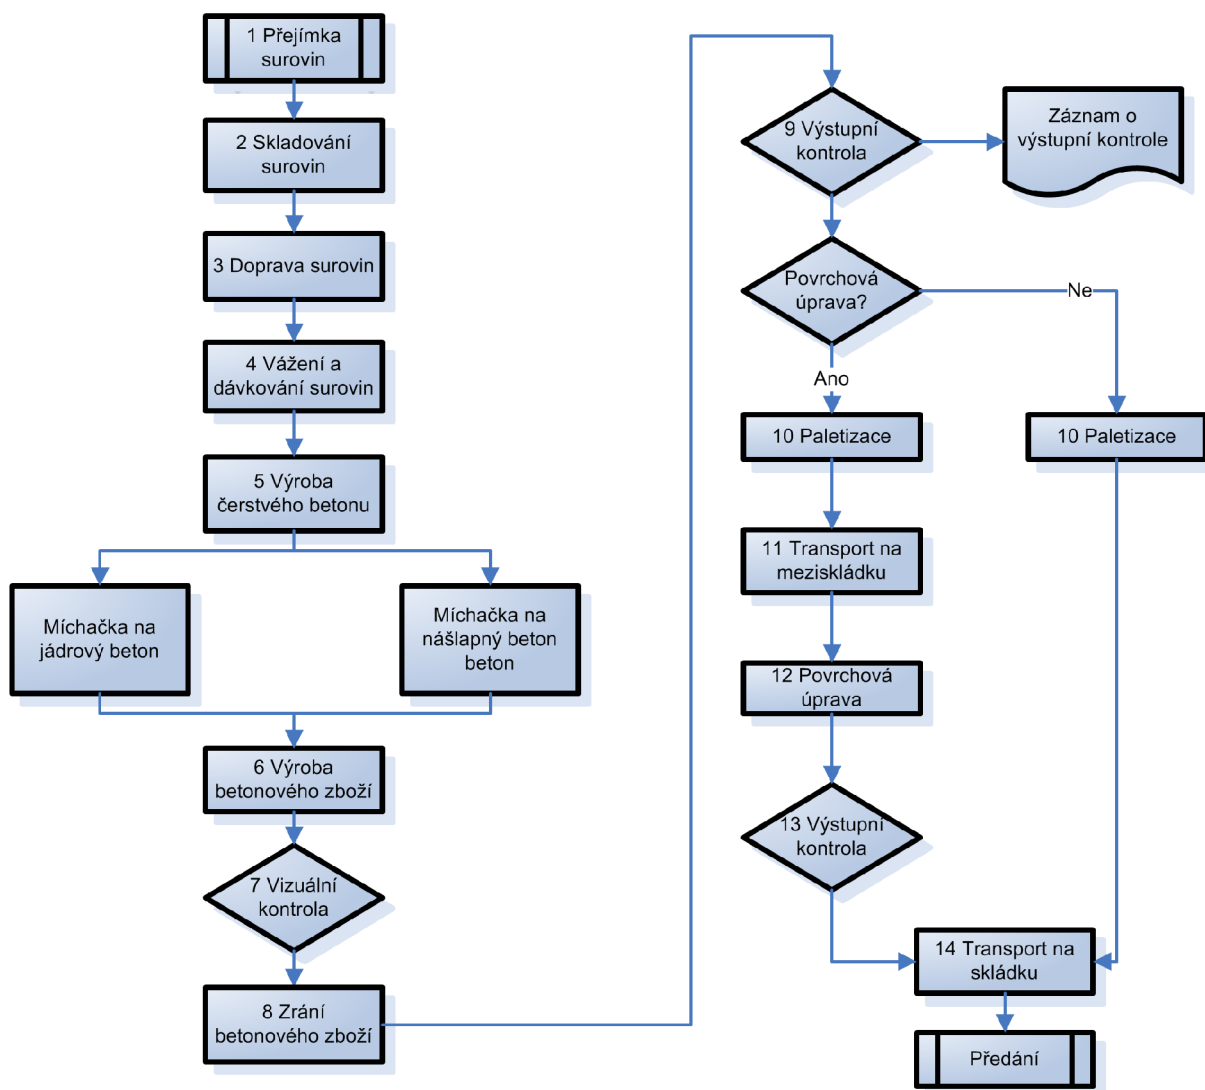 1 Přejímka
surovin
2 Skladování
surovin
3 Doprava surovin
4 Vážení a
dávkování surovin
5 Výroba
čerstvého betonu
Míchačka na
jádrový beton
Míchačka na
nášlapný beton
beton
6 Výroba
betonového zboží
7 Vizuální
kontrola
8 Zrání
betonového zboží
9 Výstupní
kontrola
Záznam o
výstupní kontrole
Povrchová
úprava?
Ne
Ano
10 Paletizace
10 Paletizace
11 Transport na
meziskládku
12 Povrchová
úprava
13 Výstupní
kontrola
14 Transport na
skládku
Předání